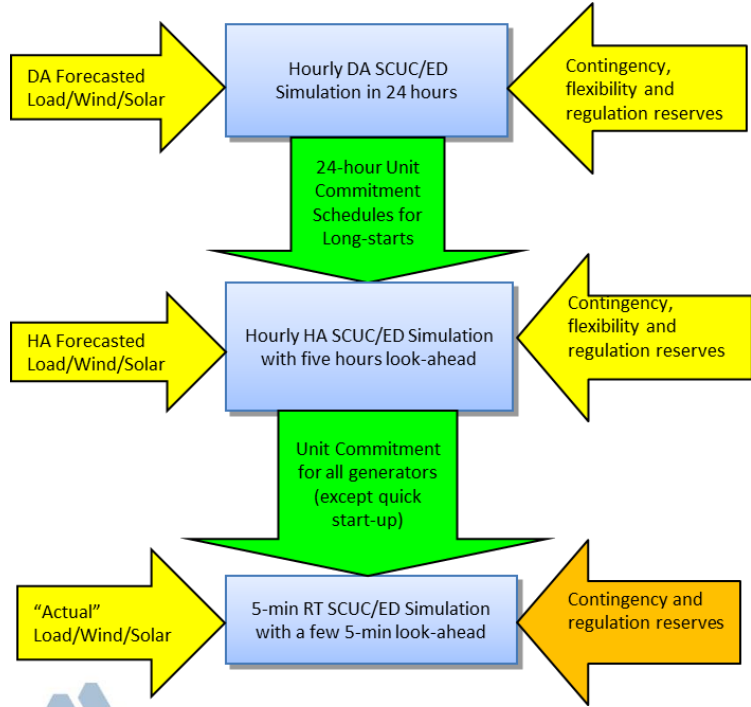 DA Forecasted
Load/Wind/Solar
Hourly DA SCUC/ED
Simulation in 24 hours
Contingency,
flexibility and
regulation reserves
24-hour Unit
Commitment
Schedules for
Long-starts
HA Forecasted
Load/Wind/Solar
Hourly HA SCUC/ED Simulation
with five hours look-ahead
Contingency,
flexibility and
regulation reserves
Unit Commitment
for all generators
(except quick
start-up)
“Actual”
Load/Wind/Solar
5-min RT SCUC/ED Simulation
with a few 5-min look-ahead
Contingency and
regulation reserves